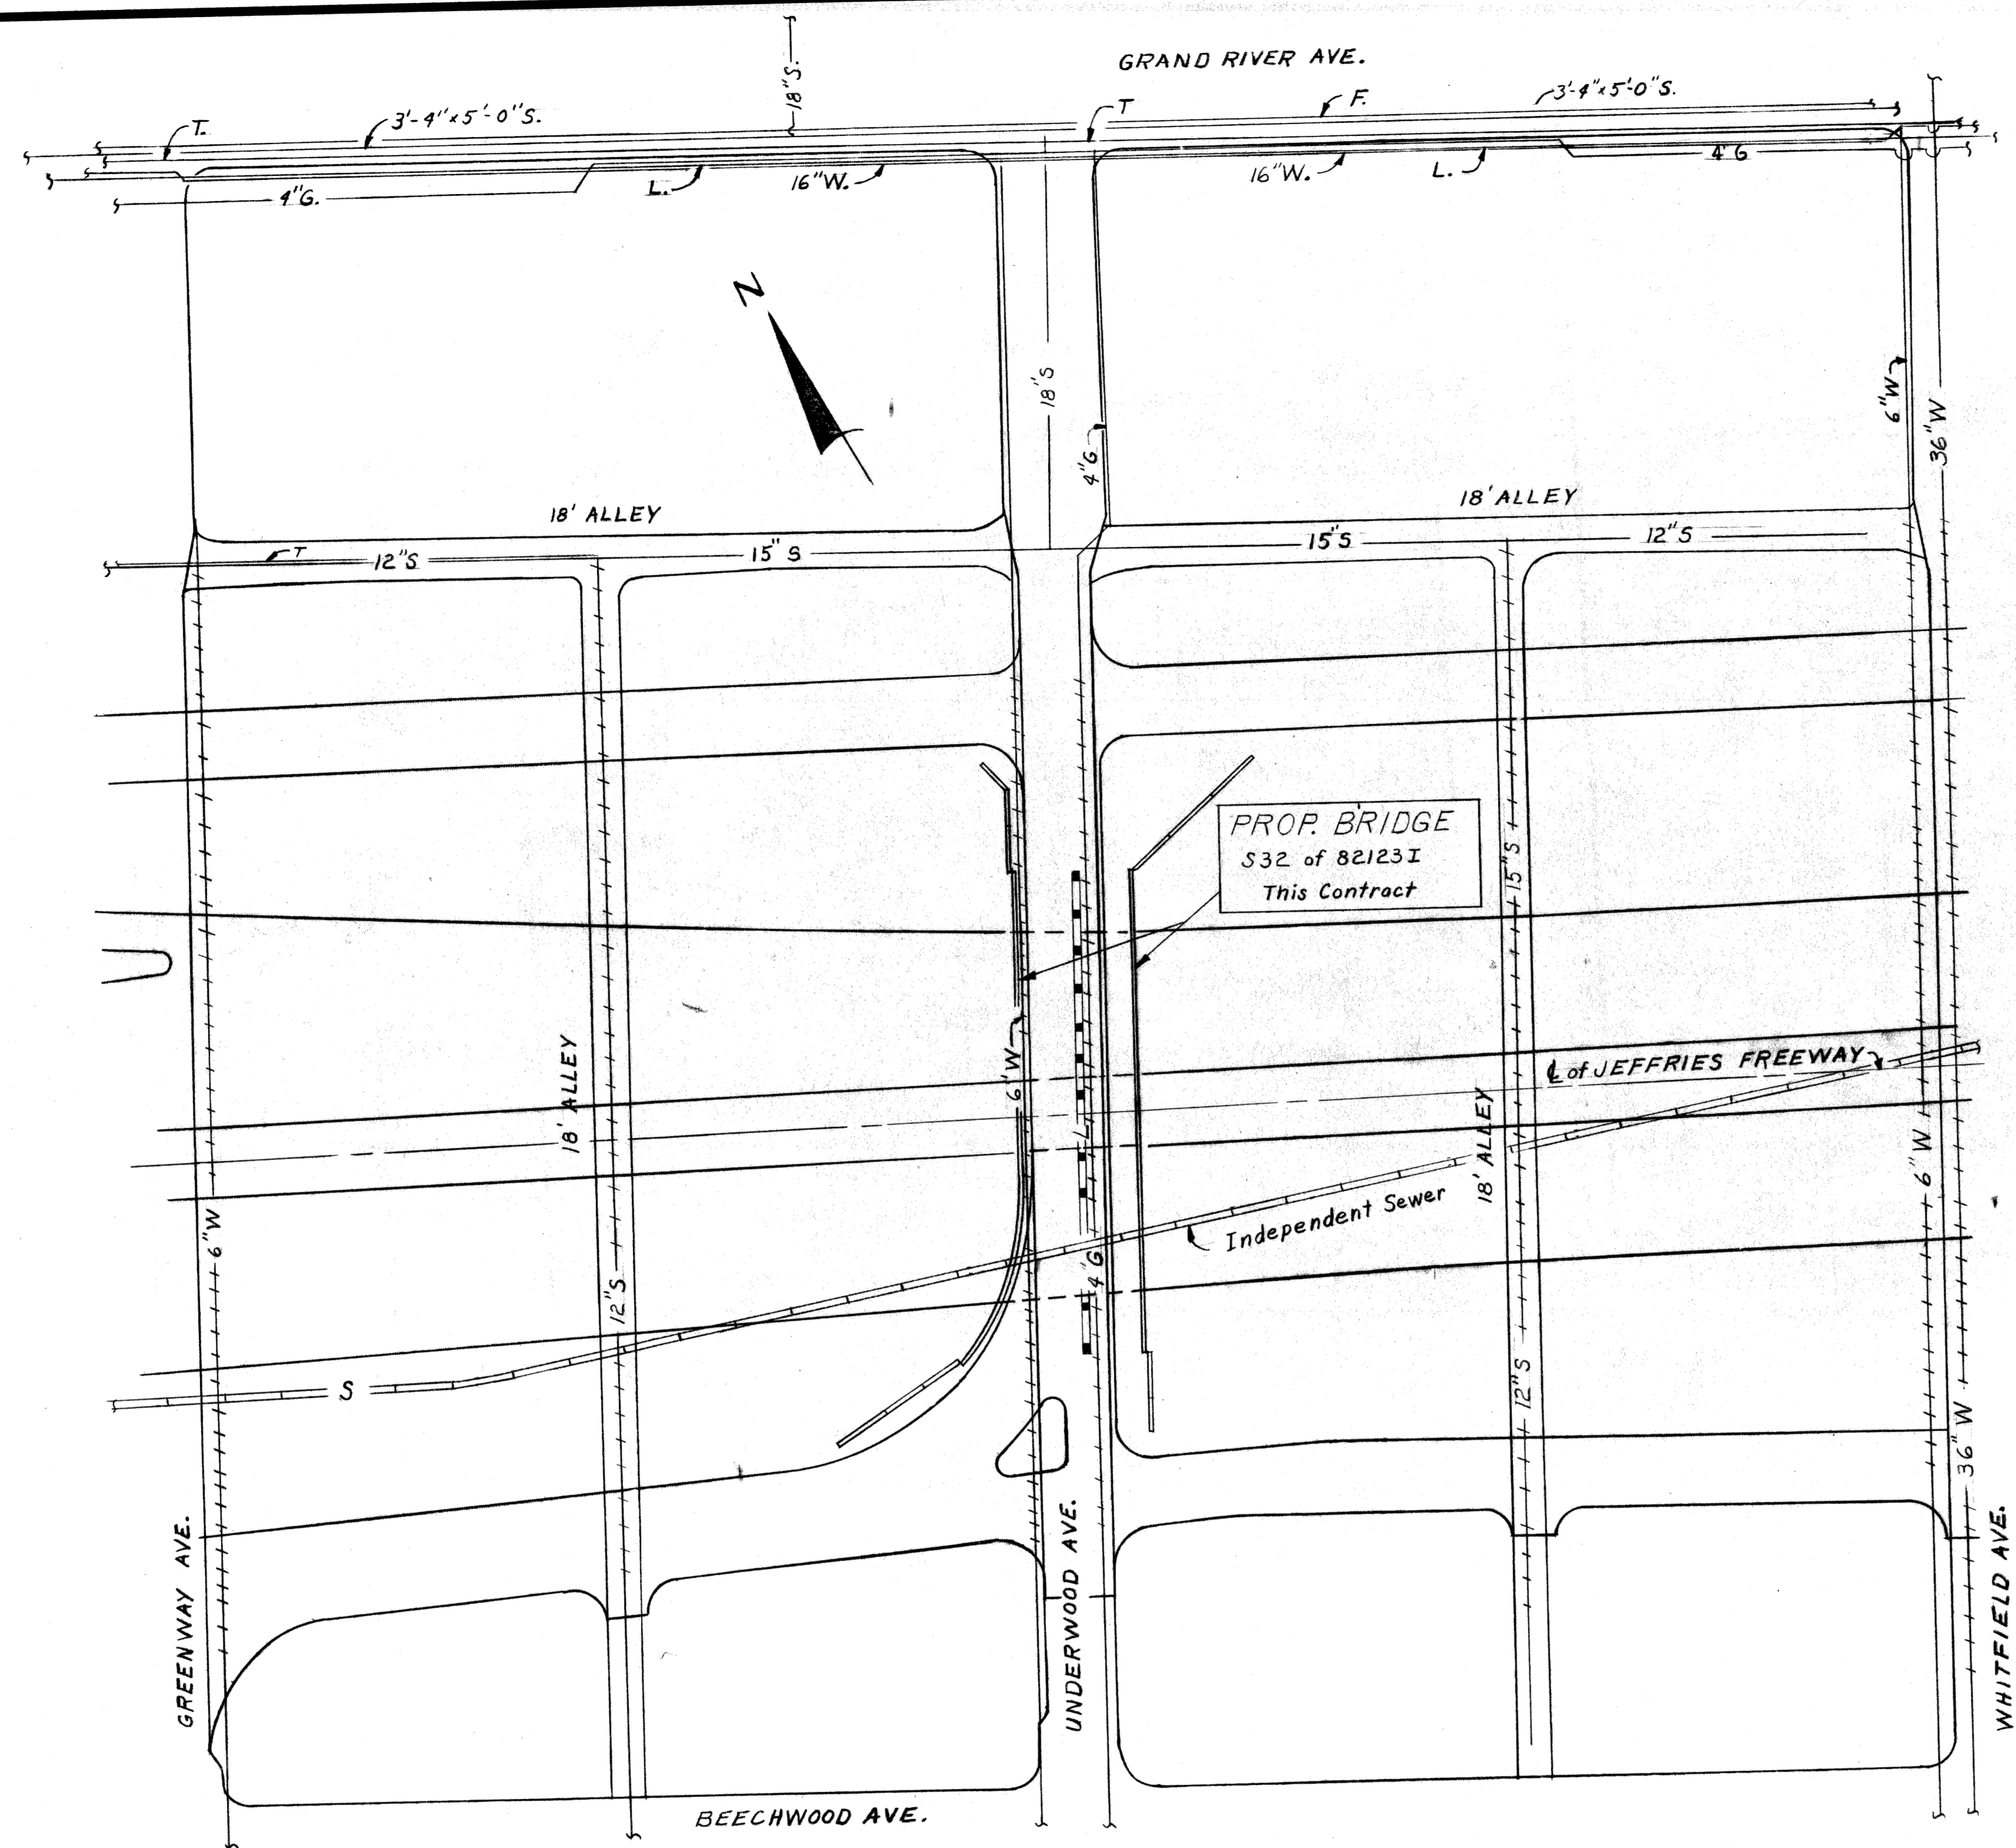 GRAND RIVER AVE.
18"S.
3'-4"x5'-0"S.
F.
T
3'-4"x5'-0"S.
T.
4"G.
L.
16"W.
16"W.
L.
4"G
N
18"S
4"G
6"W
36"W
18' ALLEY
18' ALLEY
T
12"S
15"S
15"S
12"S
PROP. BRIDGE
S32 of 82123I
This Contract
15"S
6"W
18' ALLEY
℄ of JEFFRIES FREEWAY
L
18' ALLEY
6"W
6"W
Independent Sewer
12"S
4"G
S
12"S
36"W
GREENWAY AVE.
UNDERWOOD AVE.
WHITFIELD AVE.
BEECHWOOD AVE.